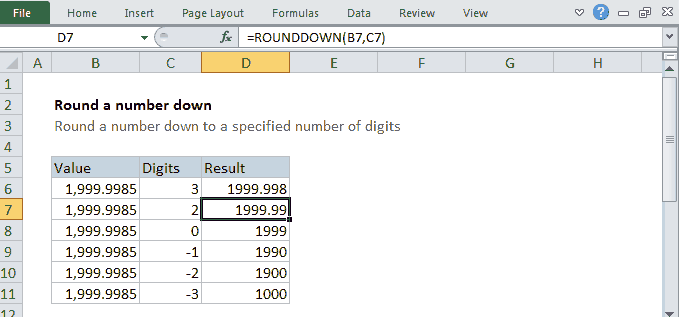 File Home Insert Page Layout Formulas Data Review View ?
D7 fx =ROUNDDOWN(B7,C7)
A B C D E F G H
1
2 Round a number down
3 Round a number down to a specified number of digits
4
5 Value Digits Result
6 1,999.9985 3 1999.998
7 1,999.9985 2 1999.99
8 1,999.9985 0 1999
9 1,999.9985 -1 1990
10 1,999.9985 -2 1900
11 1,999.9985 -3 1000
12